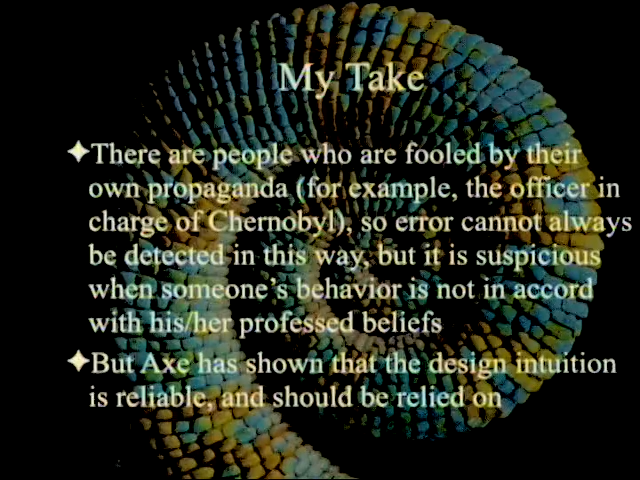 My Take
✦There are people who are fooled by their
own propaganda (for example, the officer in
charge of Chernobyl), so error cannot always
be detected in this way, but it is suspicious
when someone's behavior is not in accord
with his/her professed beliefs
✦But Axe has shown that the design intuition
is reliable, and should be relied on